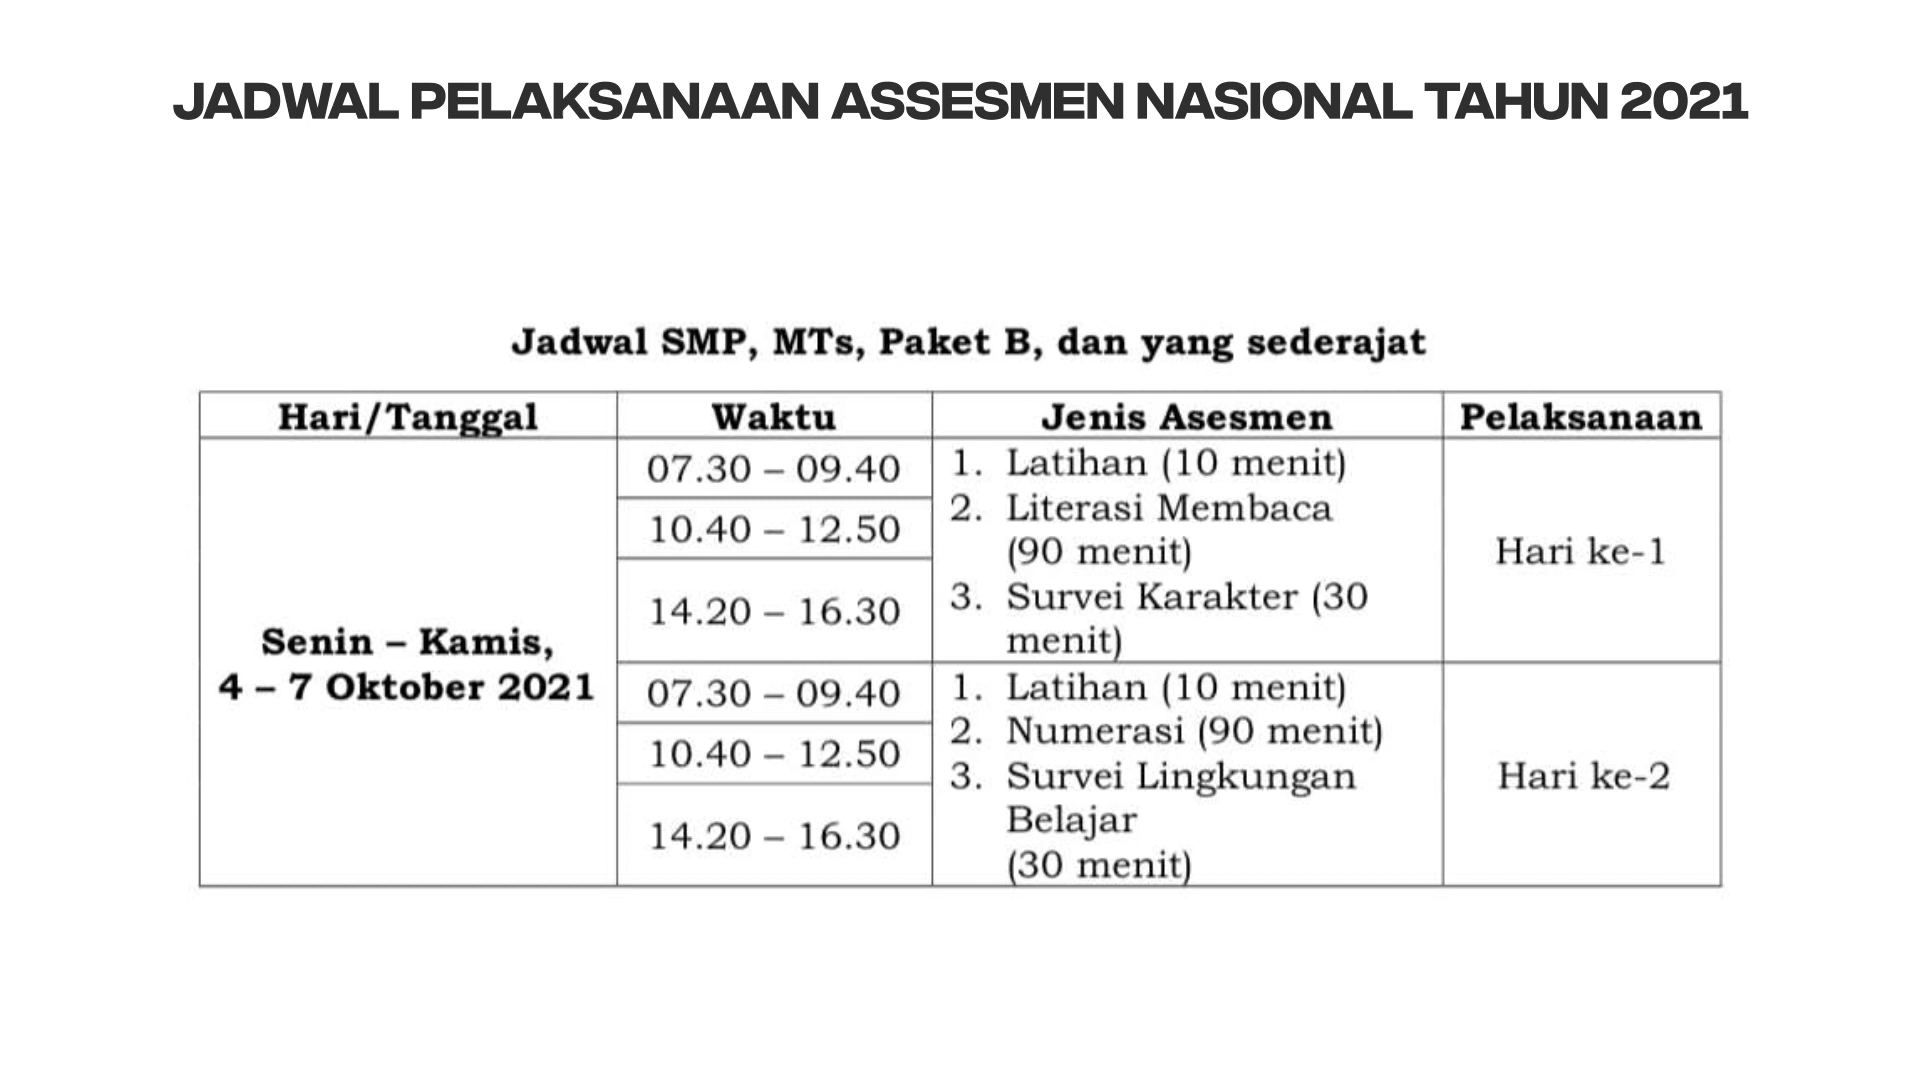 JADWAL PELAKSANAAN ASSESMEN NASIONAL TAHUN 2021
Jadwal SMP, MTs, Paket B, dan yang sederajat
Hari/Tanggal Waktu Jenis Asesmen Pelaksanaan
Senin – Kamis,
4 – 7 Oktober 2021
07.30 – 09.40
10.40 – 12.50
14.20 – 16.30
1. Latihan (10 menit)
2. Literasi Membaca
(90 menit)
3. Survei Karakter (30
menit)
Hari ke-1
07.30 – 09.40
10.40 – 12.50
14.20 – 16.30
1. Latihan (10 menit)
2. Numerasi (90 menit)
3. Survei Lingkungan
Belajar
(30 menit)
Hari ke-2